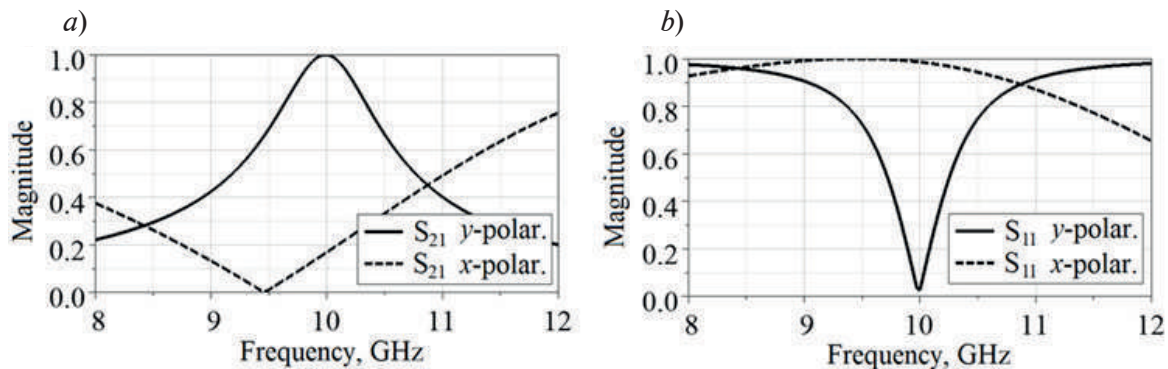 a)
1.0
0.8
0.6
0.4
0.2
0.0
Magnitude
S21 y-polar.
S21 x-polar.
8 9 10 11 12
Frequency, GHz
b)
1.0
0.8
0.6
0.4
0.2
0.0
Magnitude
S11 y-polar.
S11 x-polar.
8 9 10 11 12
Frequency, GHz